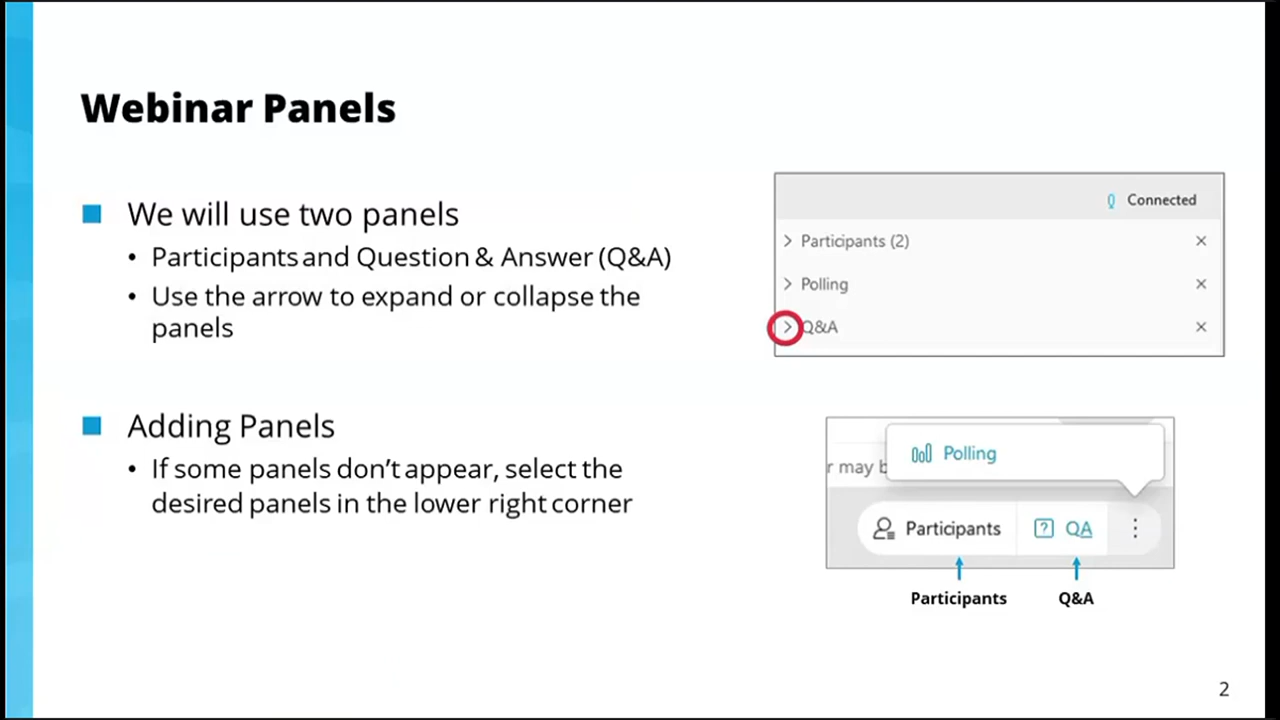 Webinar Panels
We will use two panels
• Participants and Question & Answer (Q&A)
• Use the arrow to expand or collapse the
panels
Adding Panels
• If some panels don't appear, select the
desired panels in the lower right corner
Connected
> Participants (2) ×
> Polling ×
> Q&A ×
Polling
r may b
Participants QA
Participants Q&A
2